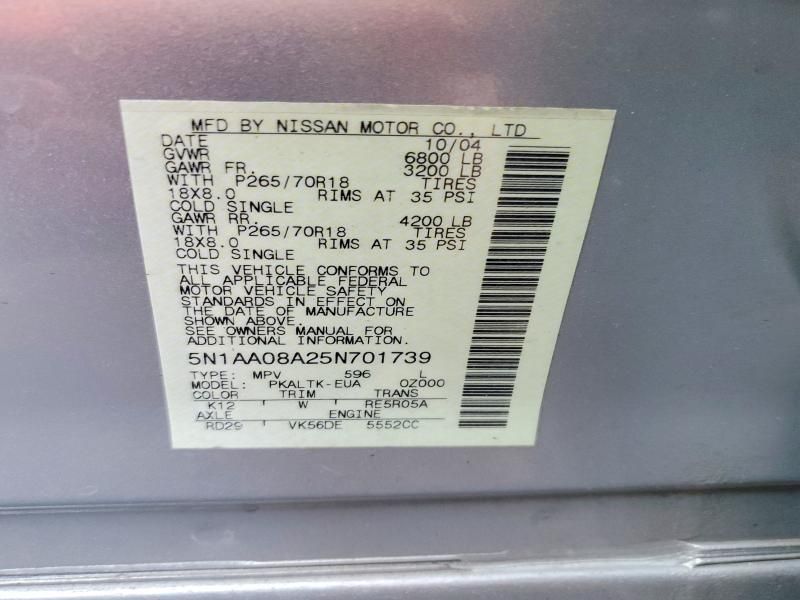 MFD BY NISSAN MOTOR CO., LTD
DATE 10/04
GVWR 6800 LB
GAWR FR. 3200 LB
WITH P265/70R18 TIRES
18X8.0 RIMS AT 35 PSI
COLD SINGLE
GAWR RR. 4200 LB
WITH P265/70R18 TIRES
18X8.0 RIMS AT 35 PSI
COLD SINGLE
THIS VEHICLE CONFORMS TO
ALL APPLICABLE FEDERAL
MOTOR VEHICLE SAFETY
STANDARDS IN EFFECT ON
THE DATE OF MANUFACTURE
SHOWN ABOVE.
SEE OWNERS MANUAL FOR
ADDITIONAL INFORMATION.
5N1AA08A25N701739
TYPE: MPV 596 L
MODEL: PKALTK-EUA 0Z000
COLOR TRIM TRANS
K12 W RE5R05A
AXLE ENGINE
RD29 VK56DE 5552CC